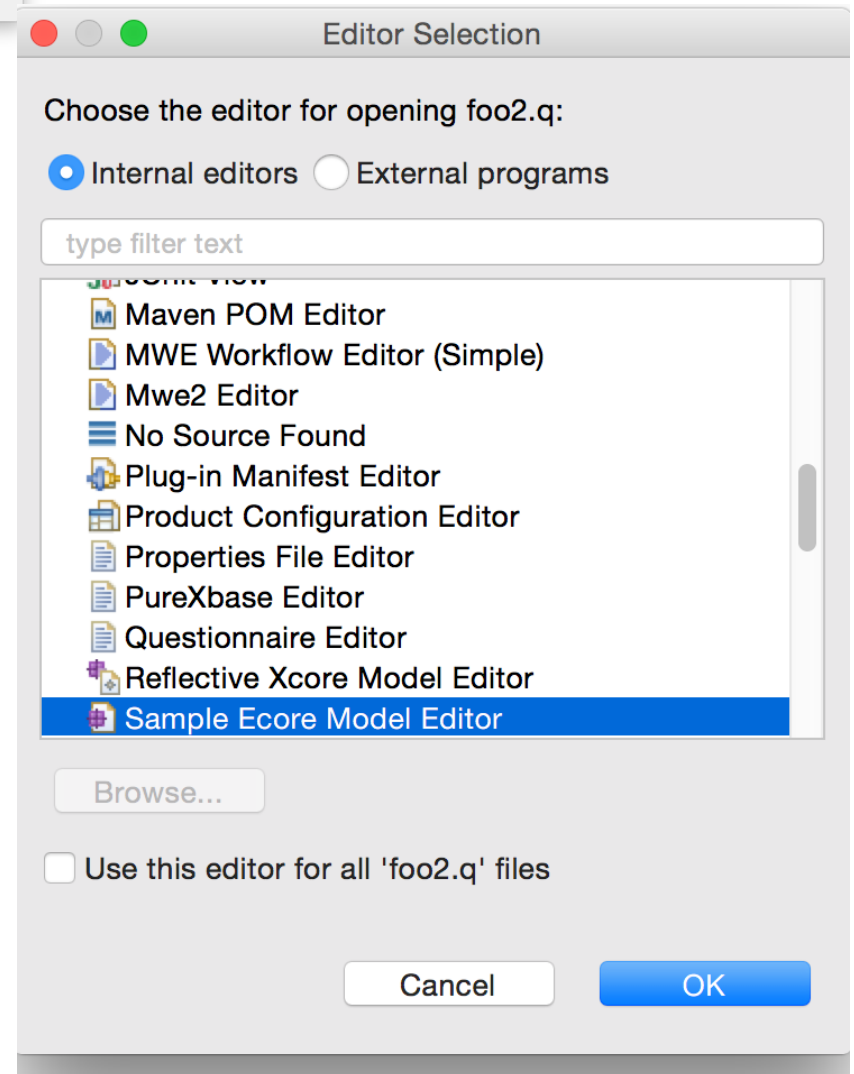 Editor Selection
Choose the editor for opening foo2.q:
Internal editors External programs
type filter text
JUnit View
Maven POM Editor
MWE Workflow Editor (Simple)
Mwe2 Editor
No Source Found
Plug-in Manifest Editor
Product Configuration Editor
Properties File Editor
PureXbase Editor
Questionnaire Editor
Reflective Xcore Model Editor
Sample Ecore Model Editor
Browse...
Use this editor for all 'foo2.q' files
Cancel OK